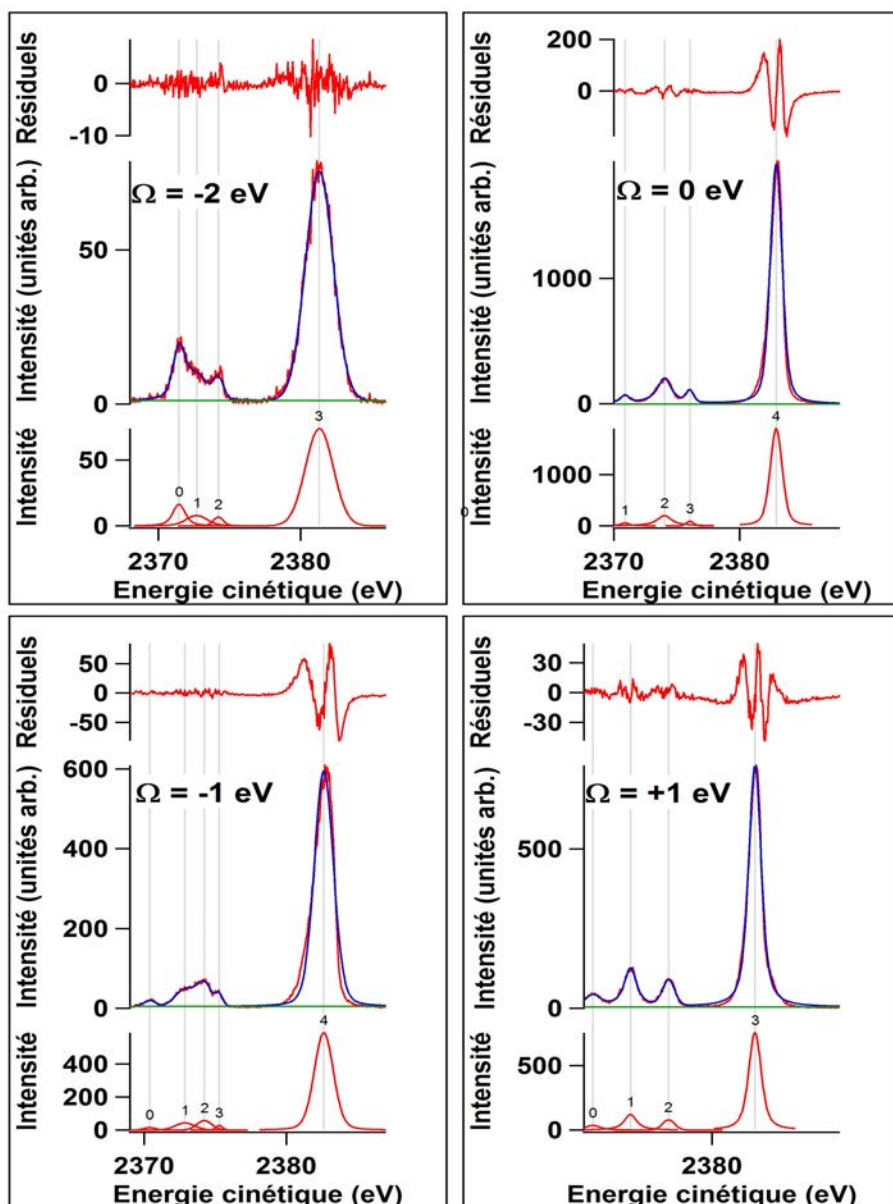 Résiduels
0
-10
Intensité (unités arb.)
Ω = -2 eV
50
0
Intensité
50
0
0
1
2
3
2370
2380
Energie cinétique (eV)
Résiduels
200
0
Intensité (unités arb.)
Ω = 0 eV
1000
0
Intensité
1000
0
0
1
2
3
4
2370
2380
Energie cinétique (eV)
Résiduels
50
0
-50
Intensité (unités arb.)
Ω = -1 eV
600
400
200
0
Intensité
400
200
0
0
1
2
3
4
2370
2380
Energie cinétique (eV)
Résiduels
30
0
-30
Intensité (unités arb.)
Ω = +1 eV
500
0
Intensité
500
0
0
1
2
3
2380
Energie cinétique (eV)